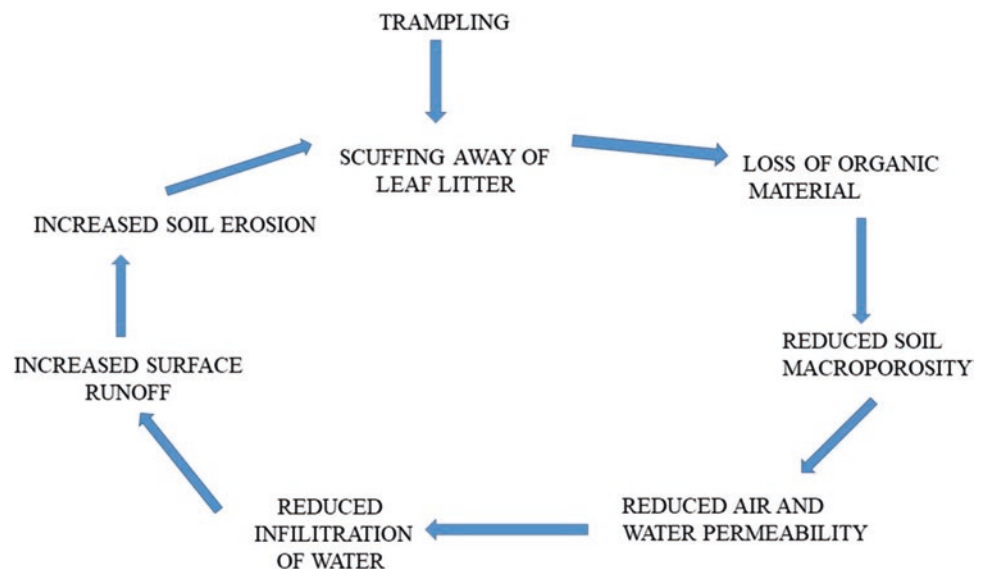 TRAMPLING
SCUFFING AWAY OF
LEAF LITTER
LOSS OF ORGANIC
MATERIAL
REDUCED SOIL
MACROPOROSITY
REDUCED AIR AND
WATER PERMEABILITY
REDUCED
INFILITRATION
OF WATER
INCREASED SURFACE
RUNOFF
INCREASED SOIL EROSION